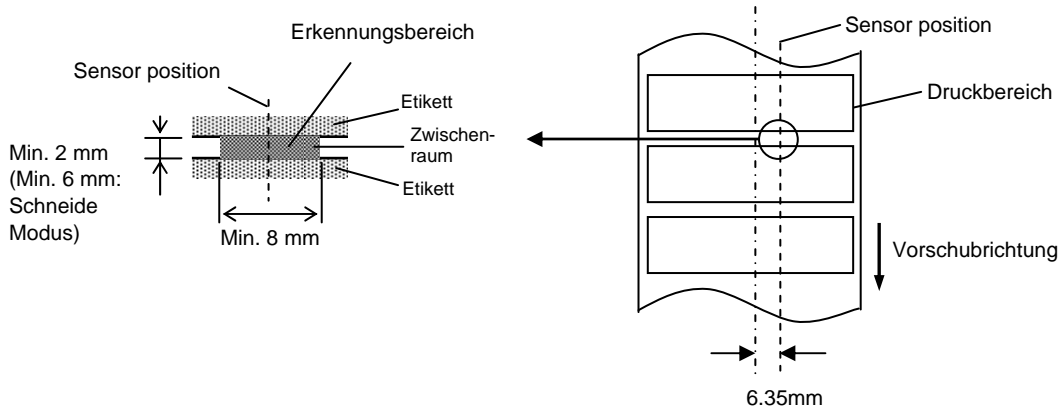 Erkennungsbereich
Sensor position
Etikett
Zwischen-
raum
Etikett
Min. 2 mm
(Min. 6 mm:
Schneide
Modus)
Min. 8 mm
Sensor position
Druckbereich
Vorschubrichtung
6.35mm